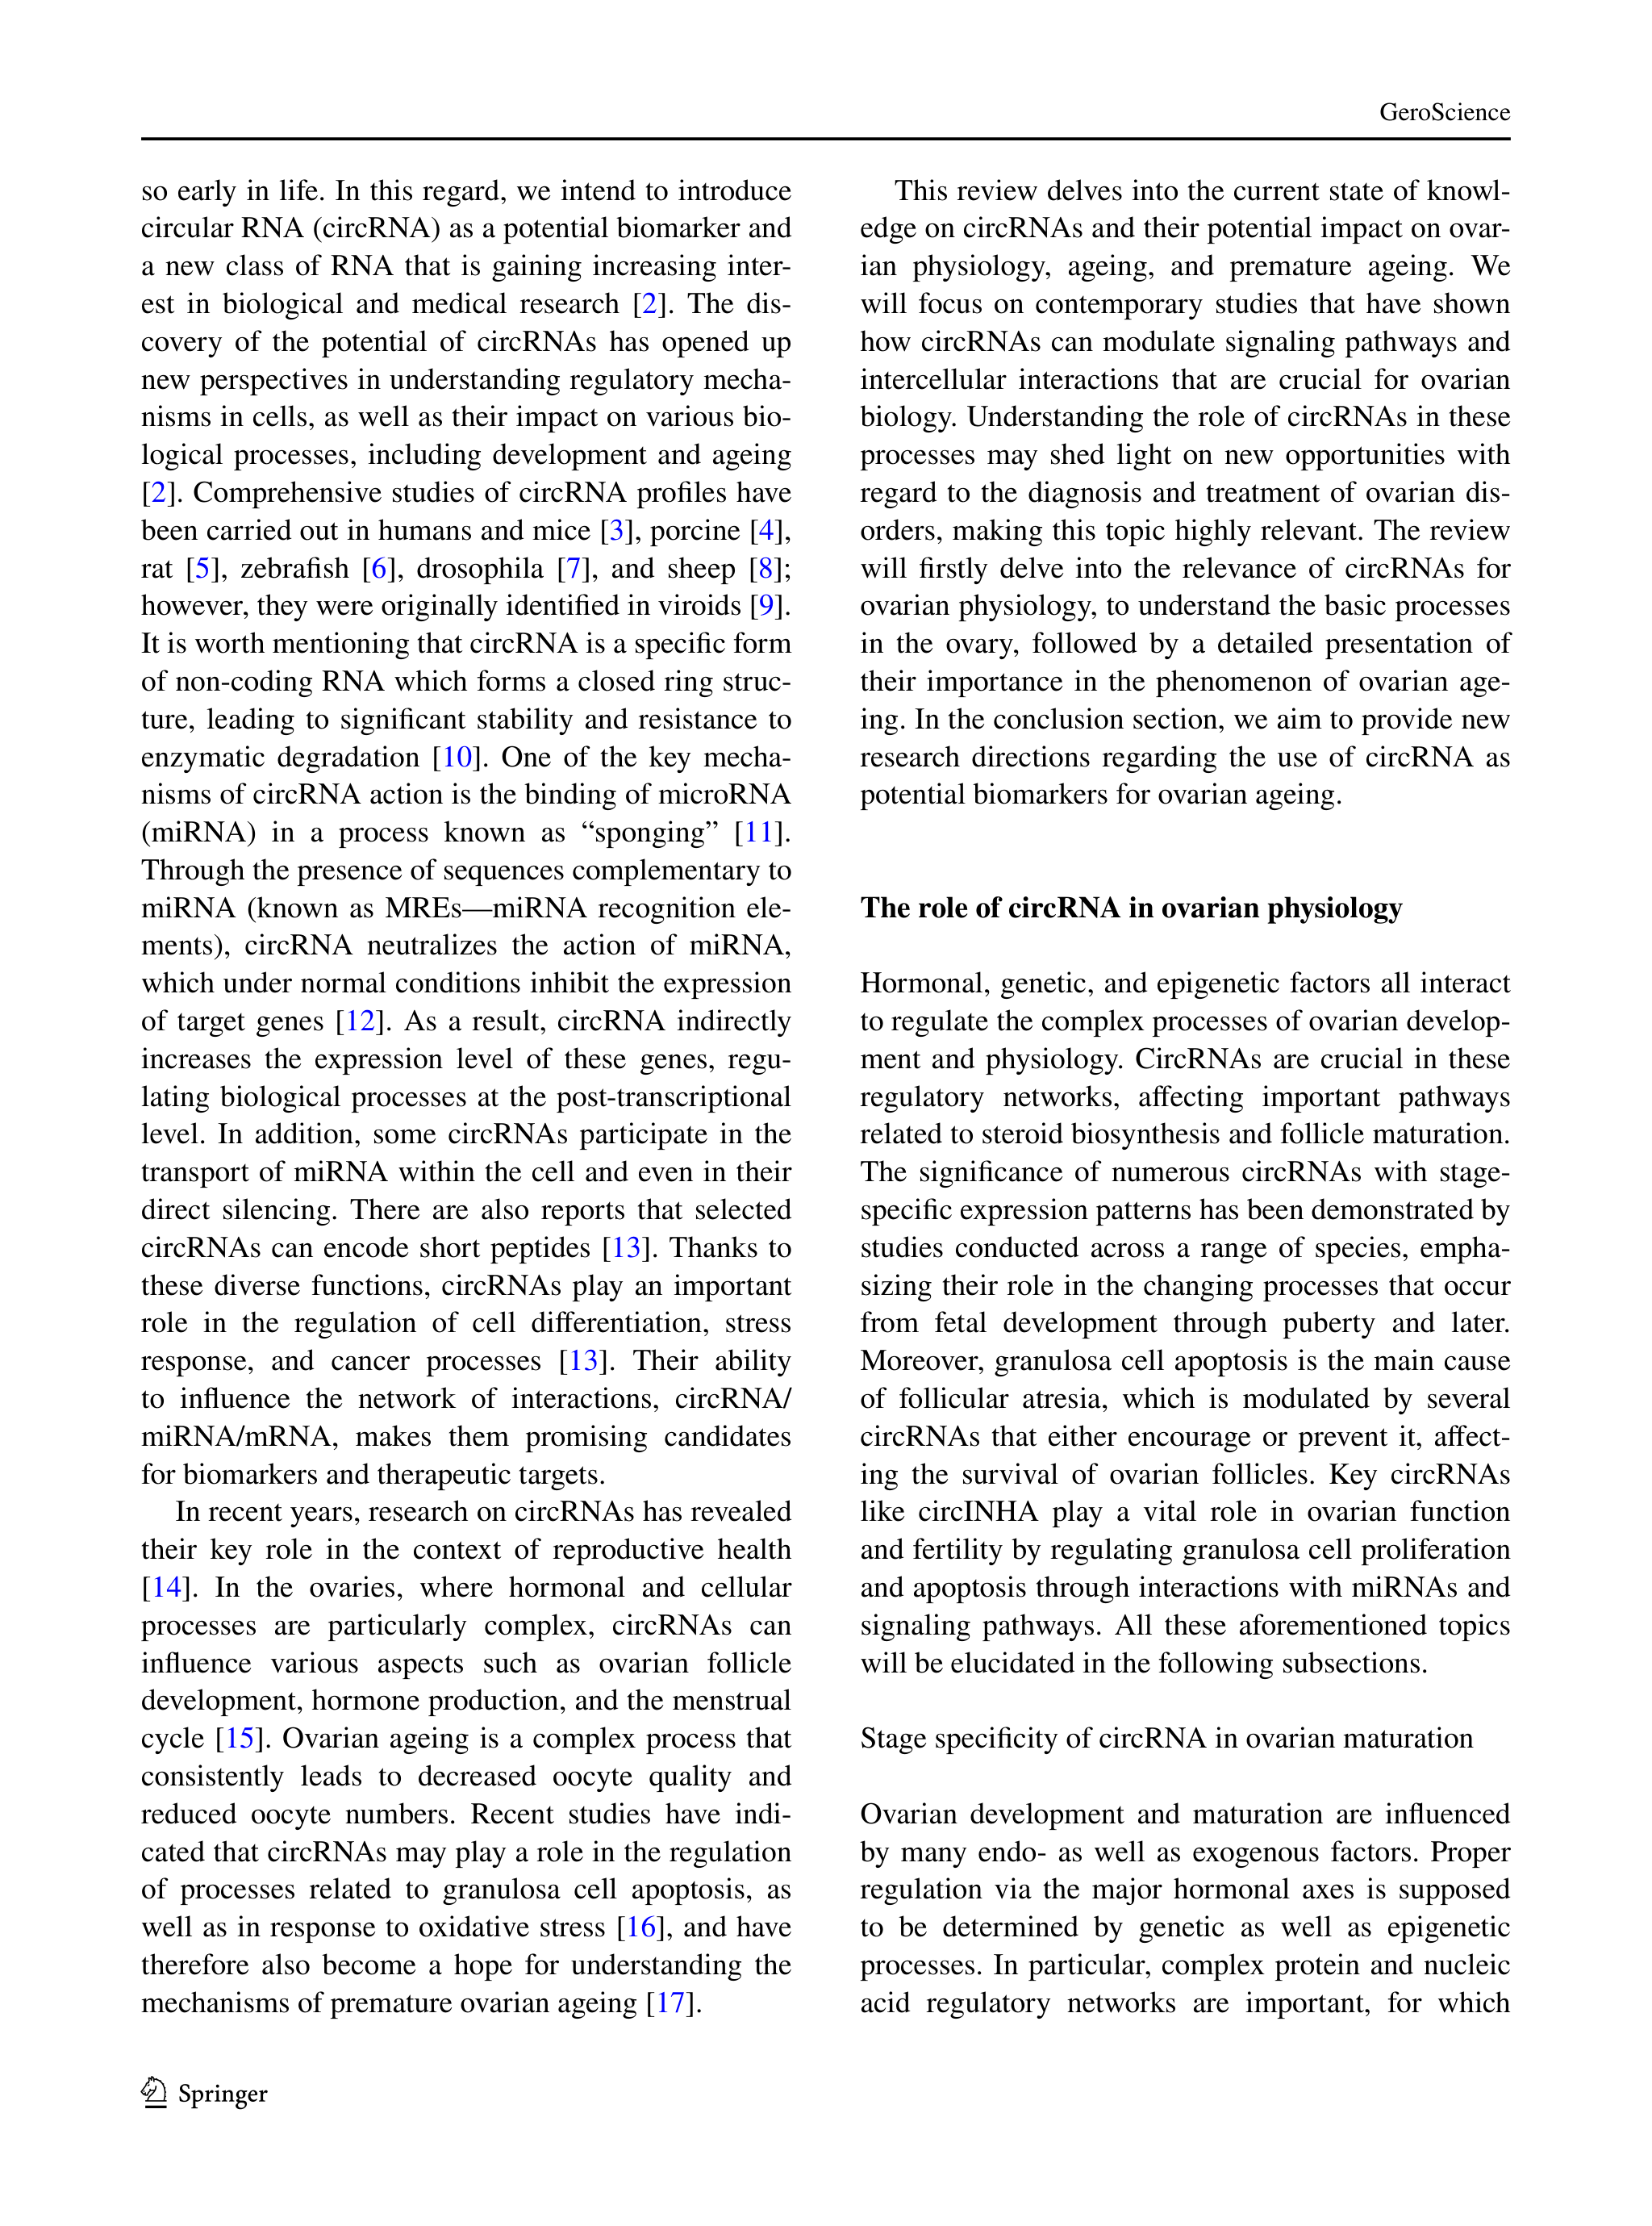 GeroScience
so early in life. In this regard, we intend to introduce
circular RNA (circRNA) as a potential biomarker and
a new class of RNA that is gaining increasing inter-
est in biological and medical research [2]. The dis-
covery of the potential of circRNAs has opened up
new perspectives in understanding regulatory mecha-
nisms in cells, as well as their impact on various bio-
logical processes, including development and ageing
[2]. Comprehensive studies of circRNA profiles have
been carried out in humans and mice [3], porcine [4],
rat [5], zebrafish [6], drosophila [7], and sheep [8];
however, they were originally identified in viroids [9].
It is worth mentioning that circRNA is a specific form
of non-coding RNA which forms a closed ring struc-
ture, leading to significant stability and resistance to
enzymatic degradation [10]. One of the key mecha-
nisms of circRNA action is the binding of microRNA
(miRNA) in a process known as “sponging” [11].
Through the presence of sequences complementary to
miRNA (known as MREs—miRNA recognition ele-
ments), circRNA neutralizes the action of miRNA,
which under normal conditions inhibit the expression
of target genes [12]. As a result, circRNA indirectly
increases the expression level of these genes, regu-
lating biological processes at the post-transcriptional
level. In addition, some circRNAs participate in the
transport of miRNA within the cell and even in their
direct silencing. There are also reports that selected
circRNAs can encode short peptides [13]. Thanks to
these diverse functions, circRNAs play an important
role in the regulation of cell differentiation, stress
response, and cancer processes [13]. Their ability
to influence the network of interactions, circRNA/
miRNA/mRNA, makes them promising candidates
for biomarkers and therapeutic targets.
In recent years, research on circRNAs has revealed
their key role in the context of reproductive health
[14]. In the ovaries, where hormonal and cellular
processes are particularly complex, circRNAs can
influence various aspects such as ovarian follicle
development, hormone production, and the menstrual
cycle [15]. Ovarian ageing is a complex process that
consistently leads to decreased oocyte quality and
reduced oocyte numbers. Recent studies have indi-
cated that circRNAs may play a role in the regulation
of processes related to granulosa cell apoptosis, as
well as in response to oxidative stress [16], and have
therefore also become a hope for understanding the
mechanisms of premature ovarian ageing [17].
This review delves into the current state of knowl-
edge on circRNAs and their potential impact on ovar-
ian physiology, ageing, and premature ageing. We
will focus on contemporary studies that have shown
how circRNAs can modulate signaling pathways and
intercellular interactions that are crucial for ovarian
biology. Understanding the role of circRNAs in these
processes may shed light on new opportunities with
regard to the diagnosis and treatment of ovarian dis-
orders, making this topic highly relevant. The review
will firstly delve into the relevance of circRNAs for
ovarian physiology, to understand the basic processes
in the ovary, followed by a detailed presentation of
their importance in the phenomenon of ovarian age-
ing. In the conclusion section, we aim to provide new
research directions regarding the use of circRNA as
potential biomarkers for ovarian ageing.
The role of circRNA in ovarian physiology
Hormonal, genetic, and epigenetic factors all interact
to regulate the complex processes of ovarian develop-
ment and physiology. CircRNAs are crucial in these
regulatory networks, affecting important pathways
related to steroid biosynthesis and follicle maturation.
The significance of numerous circRNAs with stage-
specific expression patterns has been demonstrated by
studies conducted across a range of species, empha-
sizing their role in the changing processes that occur
from fetal development through puberty and later.
Moreover, granulosa cell apoptosis is the main cause
of follicular atresia, which is modulated by several
circRNAs that either encourage or prevent it, affect-
ing the survival of ovarian follicles. Key circRNAs
like circINHA play a vital role in ovarian function
and fertility by regulating granulosa cell proliferation
and apoptosis through interactions with miRNAs and
signaling pathways. All these aforementioned topics
will be elucidated in the following subsections.
Stage specificity of circRNA in ovarian maturation
Ovarian development and maturation are influenced
by many endo- as well as exogenous factors. Proper
regulation via the major hormonal axes is supposed
to be determined by genetic as well as epigenetic
processes. In particular, complex protein and nucleic
acid regulatory networks are important, for which
Springer